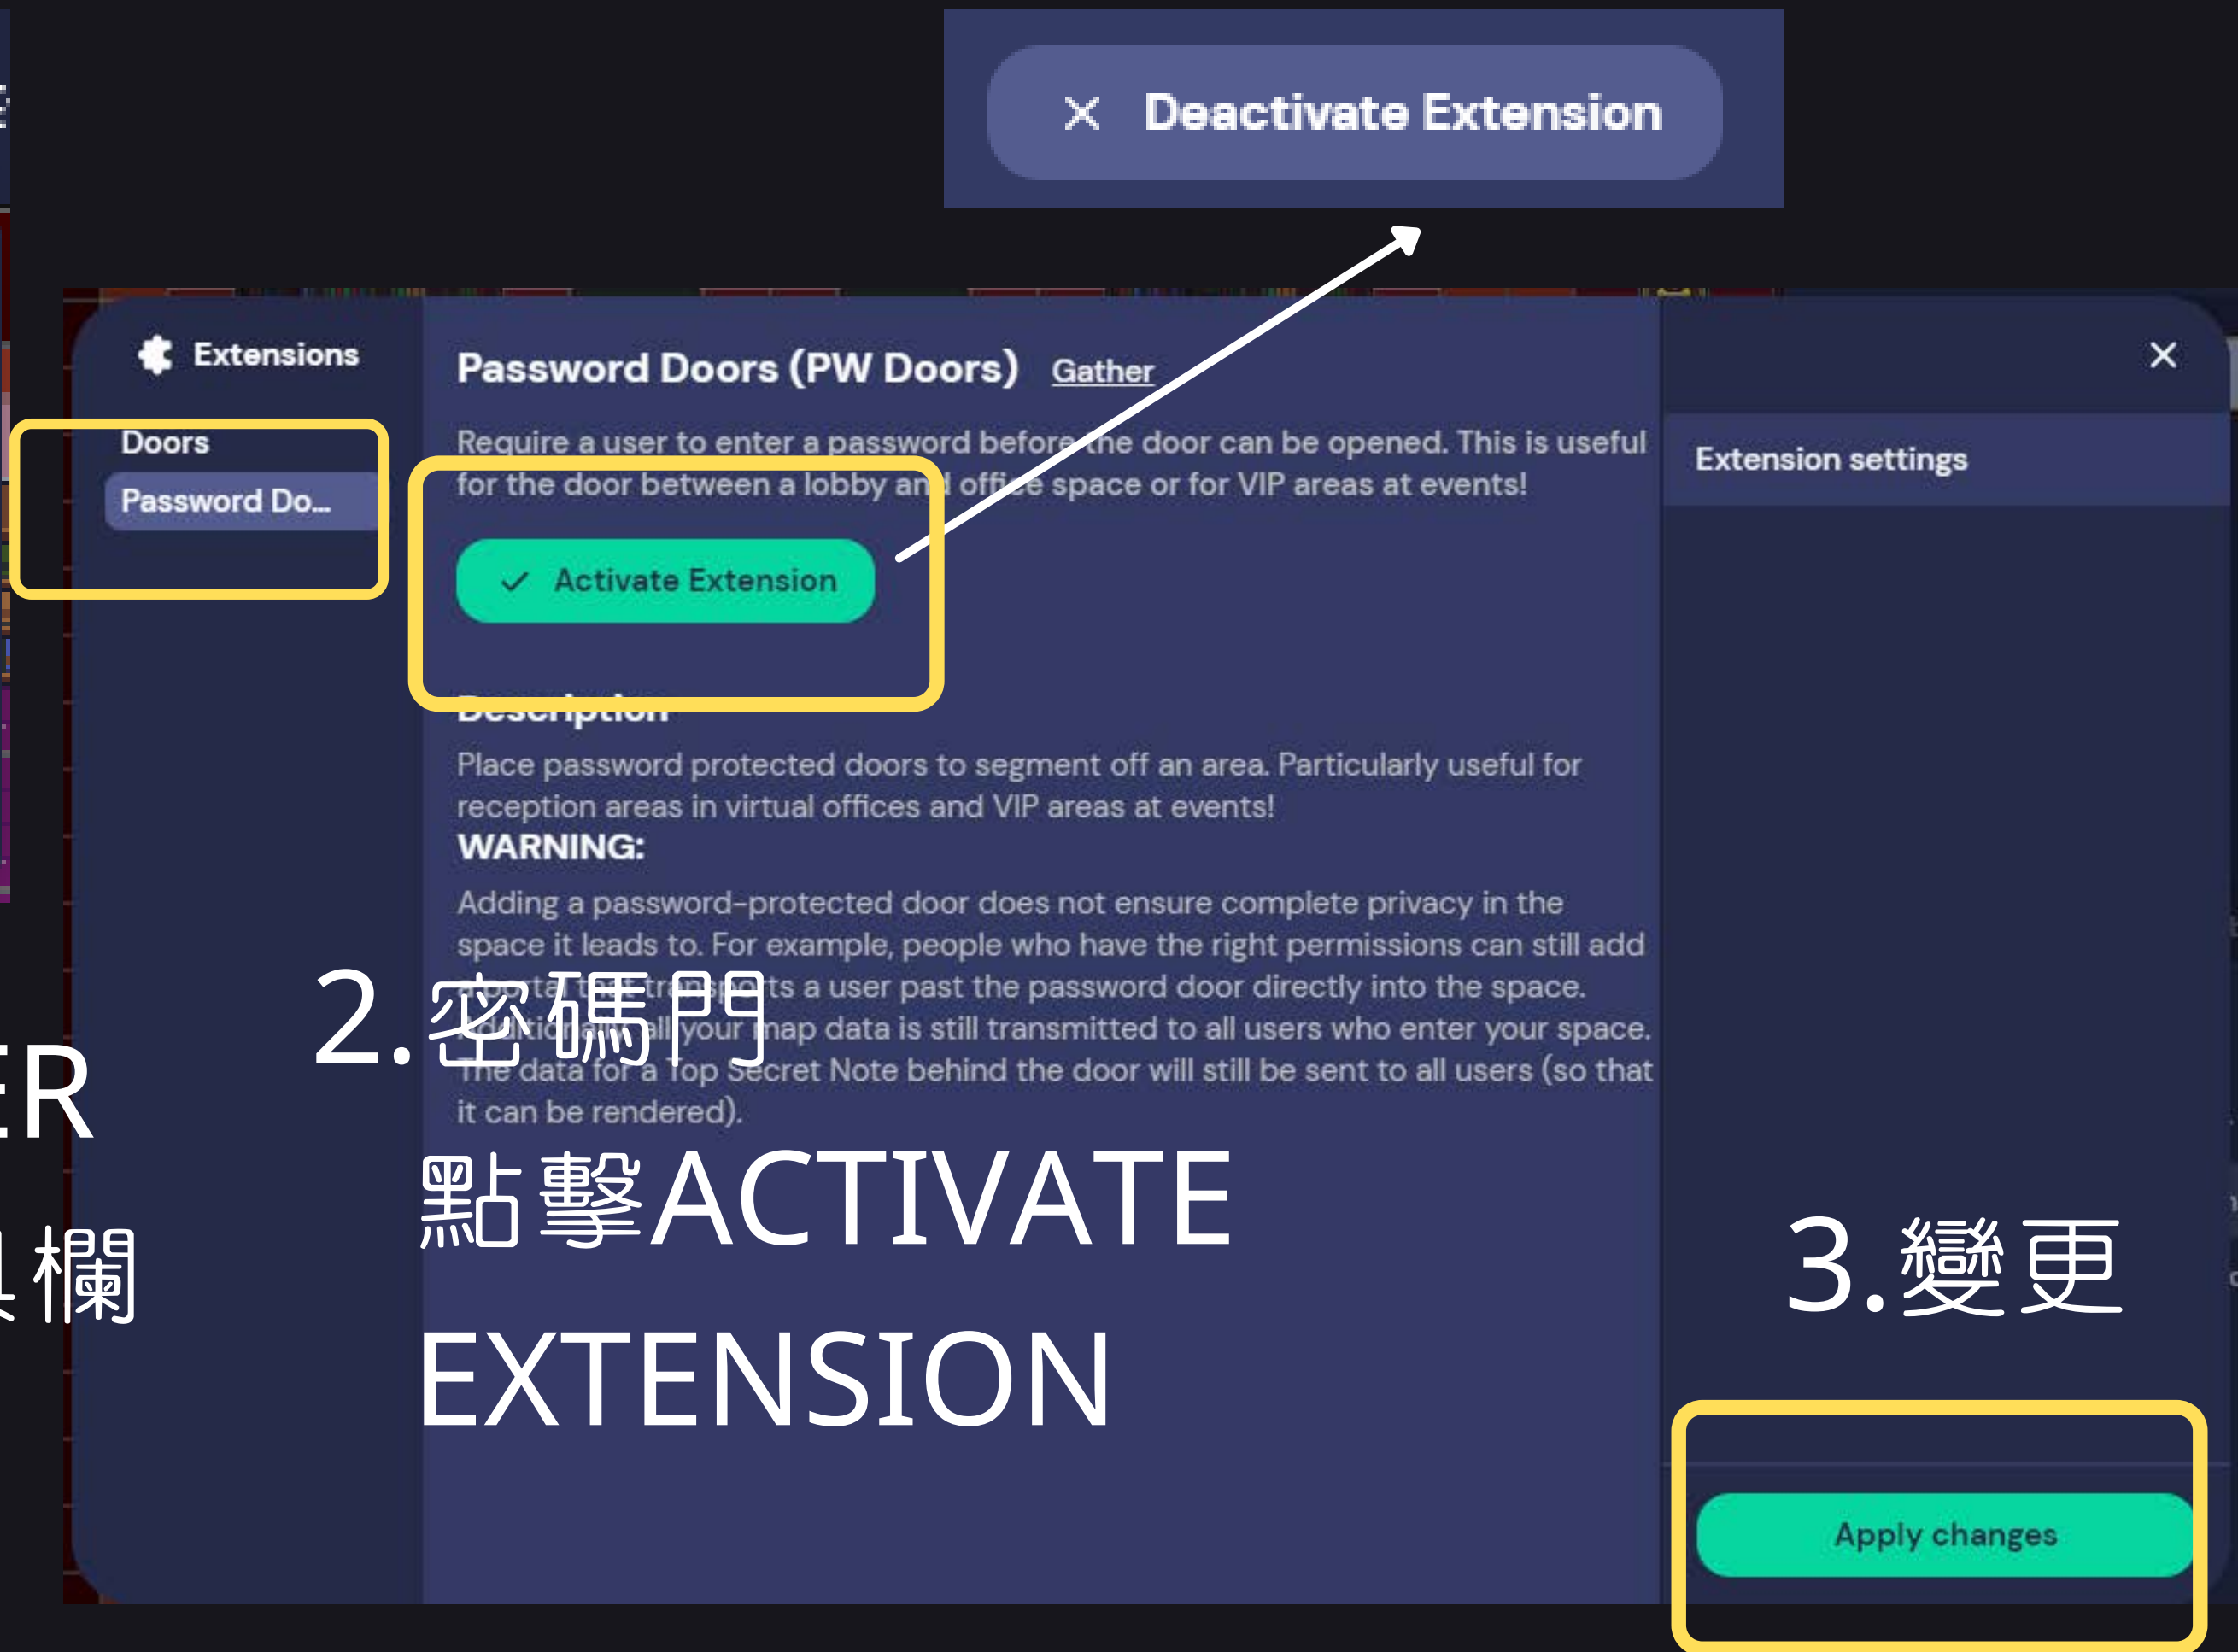 Deactivate Extension
Extensions
Doors
Password Do...
Password Doors (PW Doors) Gather
Require a user to enter a password before the door can be opened. This is useful
for the door between a lobby and office space or for VIP areas at events!
Activate Extension
Description
Place password protected doors to segment off an area. Particularly useful for
reception areas in virtual offices and VIP areas at events!
WARNING:
Adding a password-protected door does not ensure complete privacy in the
space it leads to. For example, people who have the right permissions can still add
a portal that transports a user past the password door directly into the space.
Additionally all your map data is still transmitted to all users who enter your space.
The data for a Top Secret Note behind the door will still be sent to all users (so that
it can be rendered).
ER
欄
2.密碼門
點擊ACTIVATE
EXTENSION
Extension settings
3.變更
Apply changes